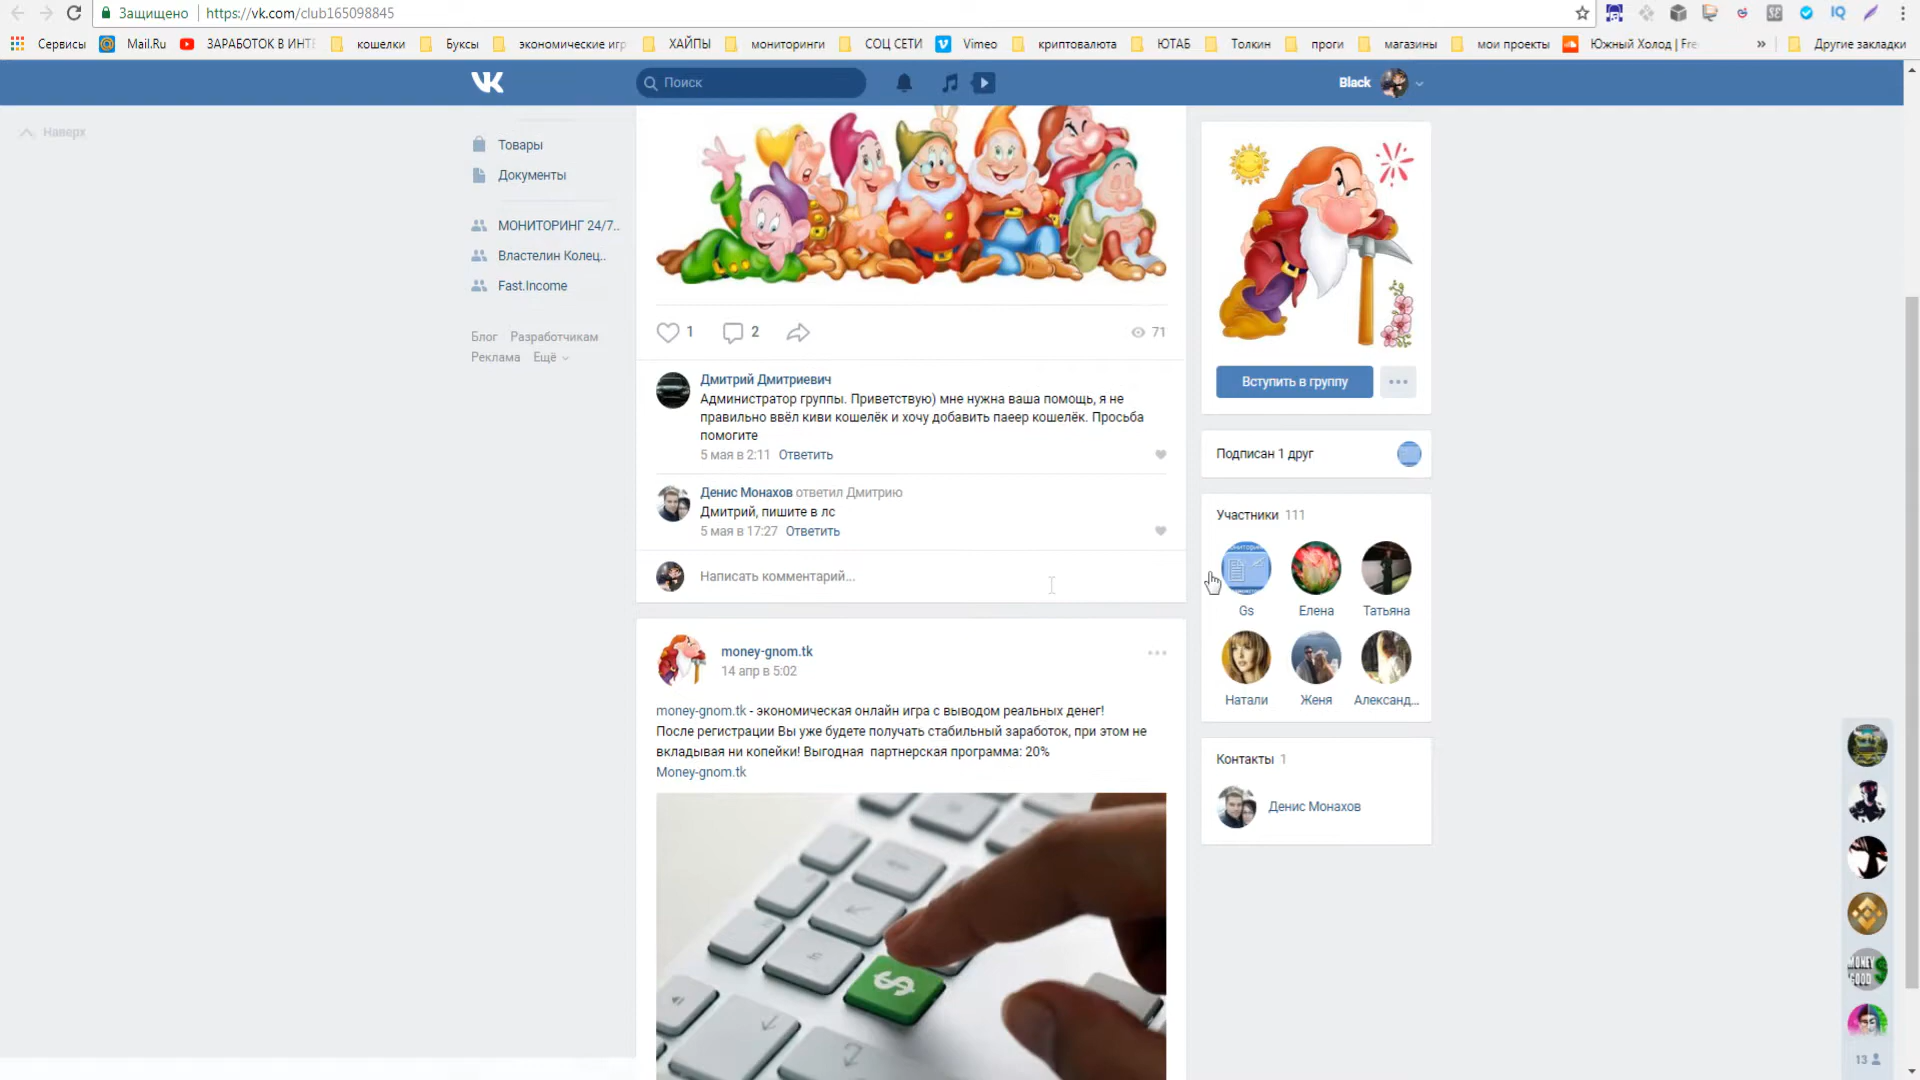 Защищено https://vk.com/club165098845
Сервисы Mail.Ru ЗАРАБОТОК В ИНТЕ кошелки Буксы экономические игр ХАЙПЫ мониторинги СОЦ СЕТИ Vimeo криптовалюта ЮТАБ Толкин проги магазины мои проекты Южный Холод | Fre » Другие закладки
Поиск
Black
Наверх
Товары
Документы
МОНИТОРИНГ 24/7..
Властелин Колец..
Fast.Income
Блог Разработчикам
Реклама Ещё
1 2 71
Дмитрий Дмитриевич
Администратор группы. Приветствую) мне нужна ваша помощь, я не
правильно ввёл киви кошелёк и хочу добавить паеер кошелёк. Просьба
помогите
5 мая в 2:11 Ответить
Денис Монахов ответил Дмитрию
Дмитрий, пишите в лс
5 мая в 17:27 Ответить
Написать комментарий...
money-gnom.tk
14 апр в 5:02
money-gnom.tk - экономическая онлайн игра с выводом реальных денег!
После регистрации Вы уже будете получать стабильный заработок, при этом не
вкладывая ни копейки! Выгодная партнерская программа: 20%
Money-gnom.tk
$
Вступить в группу
Подписан 1 друг
Участники 111
Gs Елена Татьяна
Натали Женя Александ...
Контакты 1
Денис Монахов
MONEY
GOOD
13